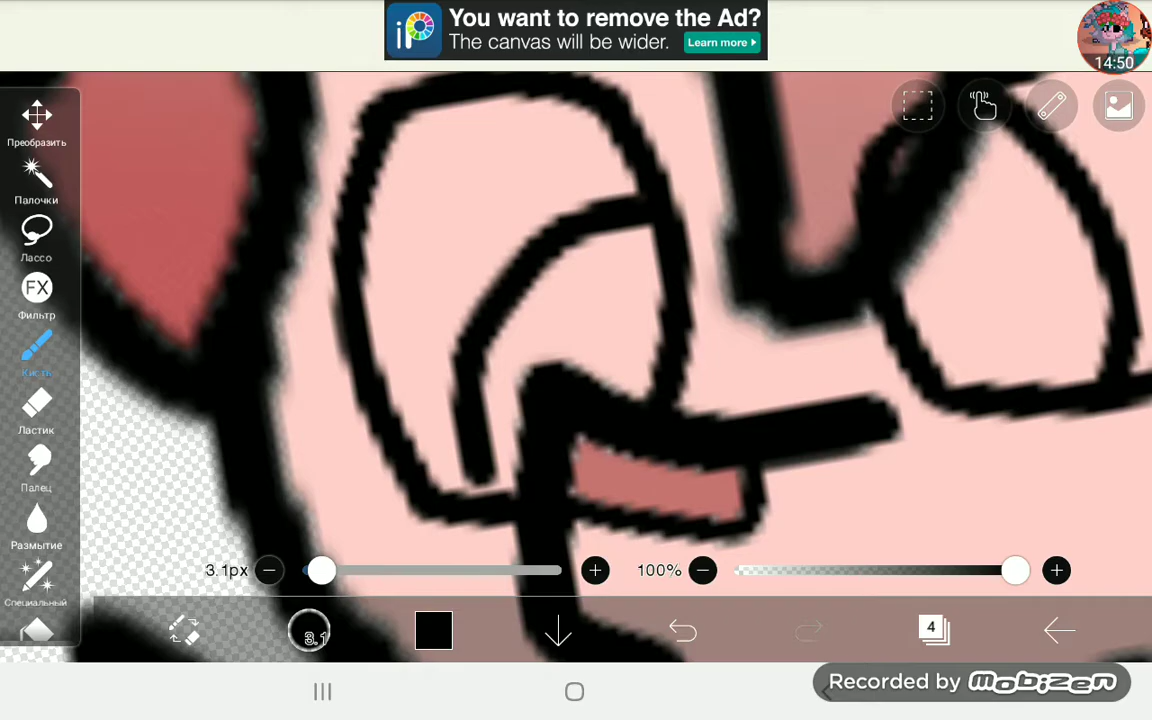 You want to remove the Ad?
The canvas will be wider.
Learn more
iP
14:50
Преобразить
Палочки
Лассо
FX
Фильтр
Кисть
Ластик
Палец
Размытие
Специальный
3.1px
100%
3.1
4
Recorded by mobizen